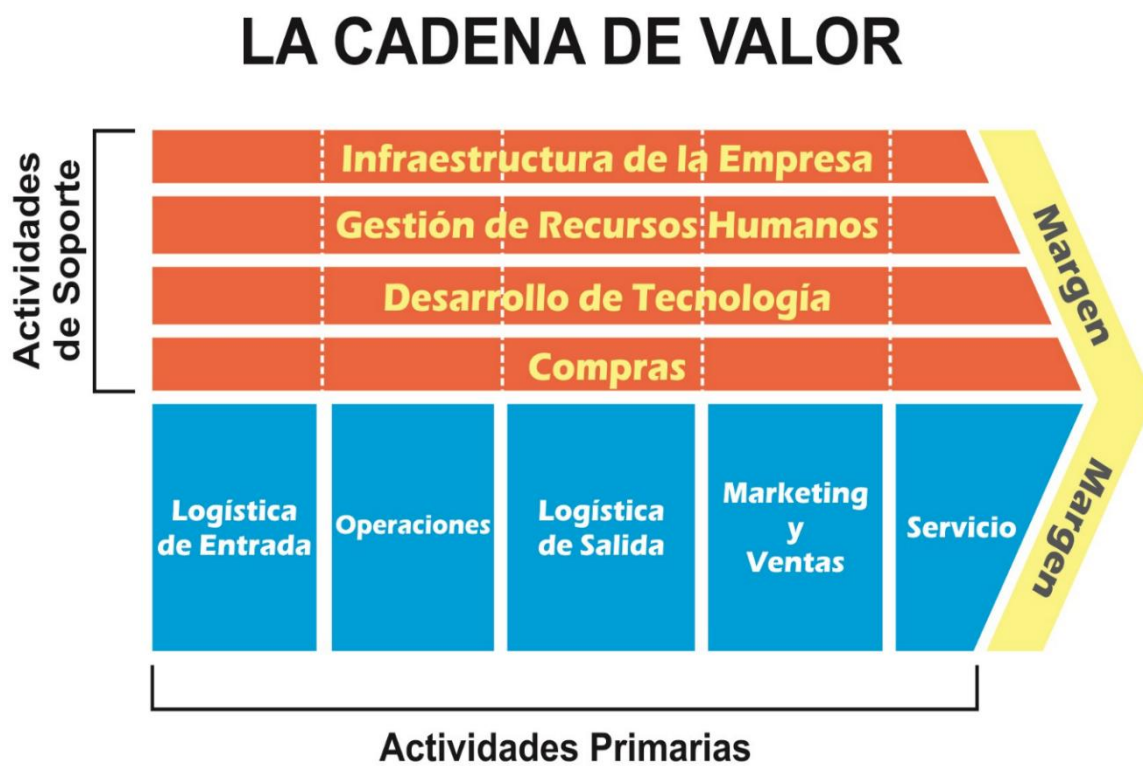 LA CADENA DE VALOR
Actividades
de Soporte
Infraestructura de la Empresa
Gestión de Recursos Humanos
Desarrollo de Tecnología
Compras
Margen
Logística
de Entrada
Operaciones
Logística
de Salida
Marketing
y
Ventas
Servicio
Margen
Actividades Primarias